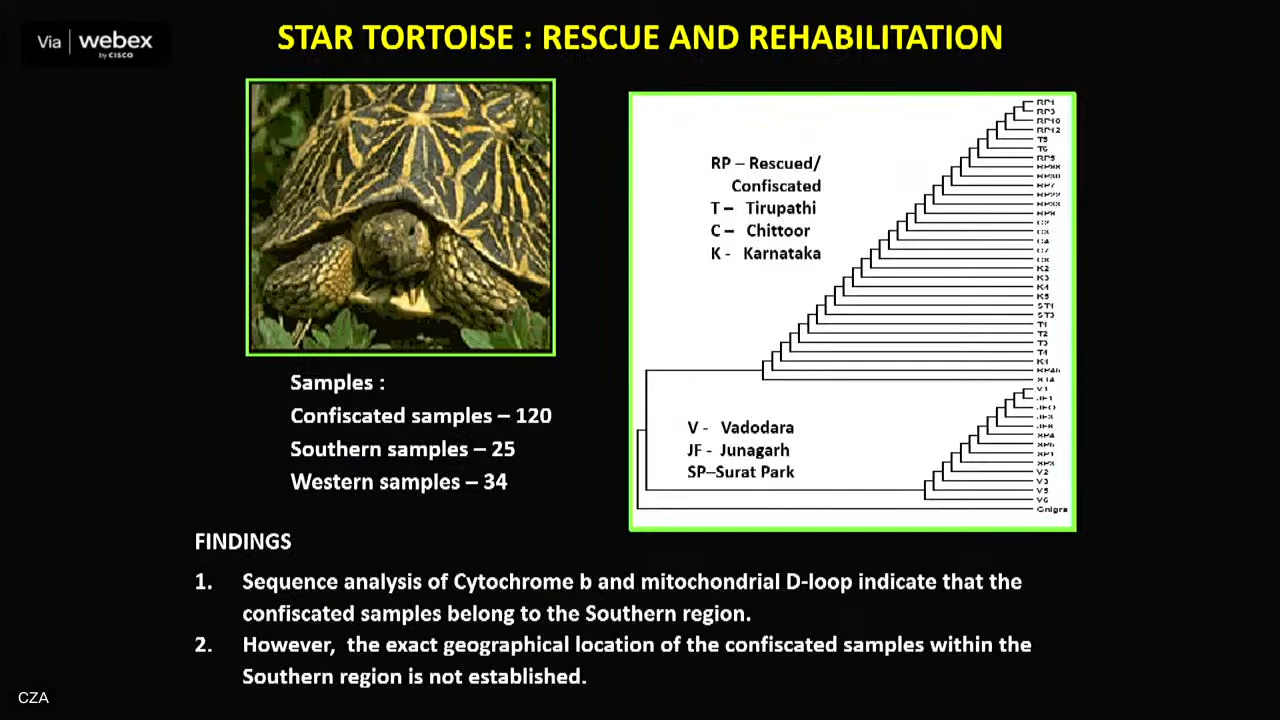 Via webex
by CISCO
STAR TORTOISE : RESCUE AND REHABILITATION
RP – Rescued/
Confiscated
T – Tirupathi
C – Chittoor
K - Karnataka
V - Vadodara
JF - Junagarh
SP–Surat Park
Samples :
Confiscated samples – 120
Southern samples – 25
Western samples – 34
FINDINGS
1. Sequence analysis of Cytochrome b and mitochondrial D-loop indicate that the
confiscated samples belong to the Southern region.
2. However, the exact geographical location of the confiscated samples within the
Southern region is not established.
CZA